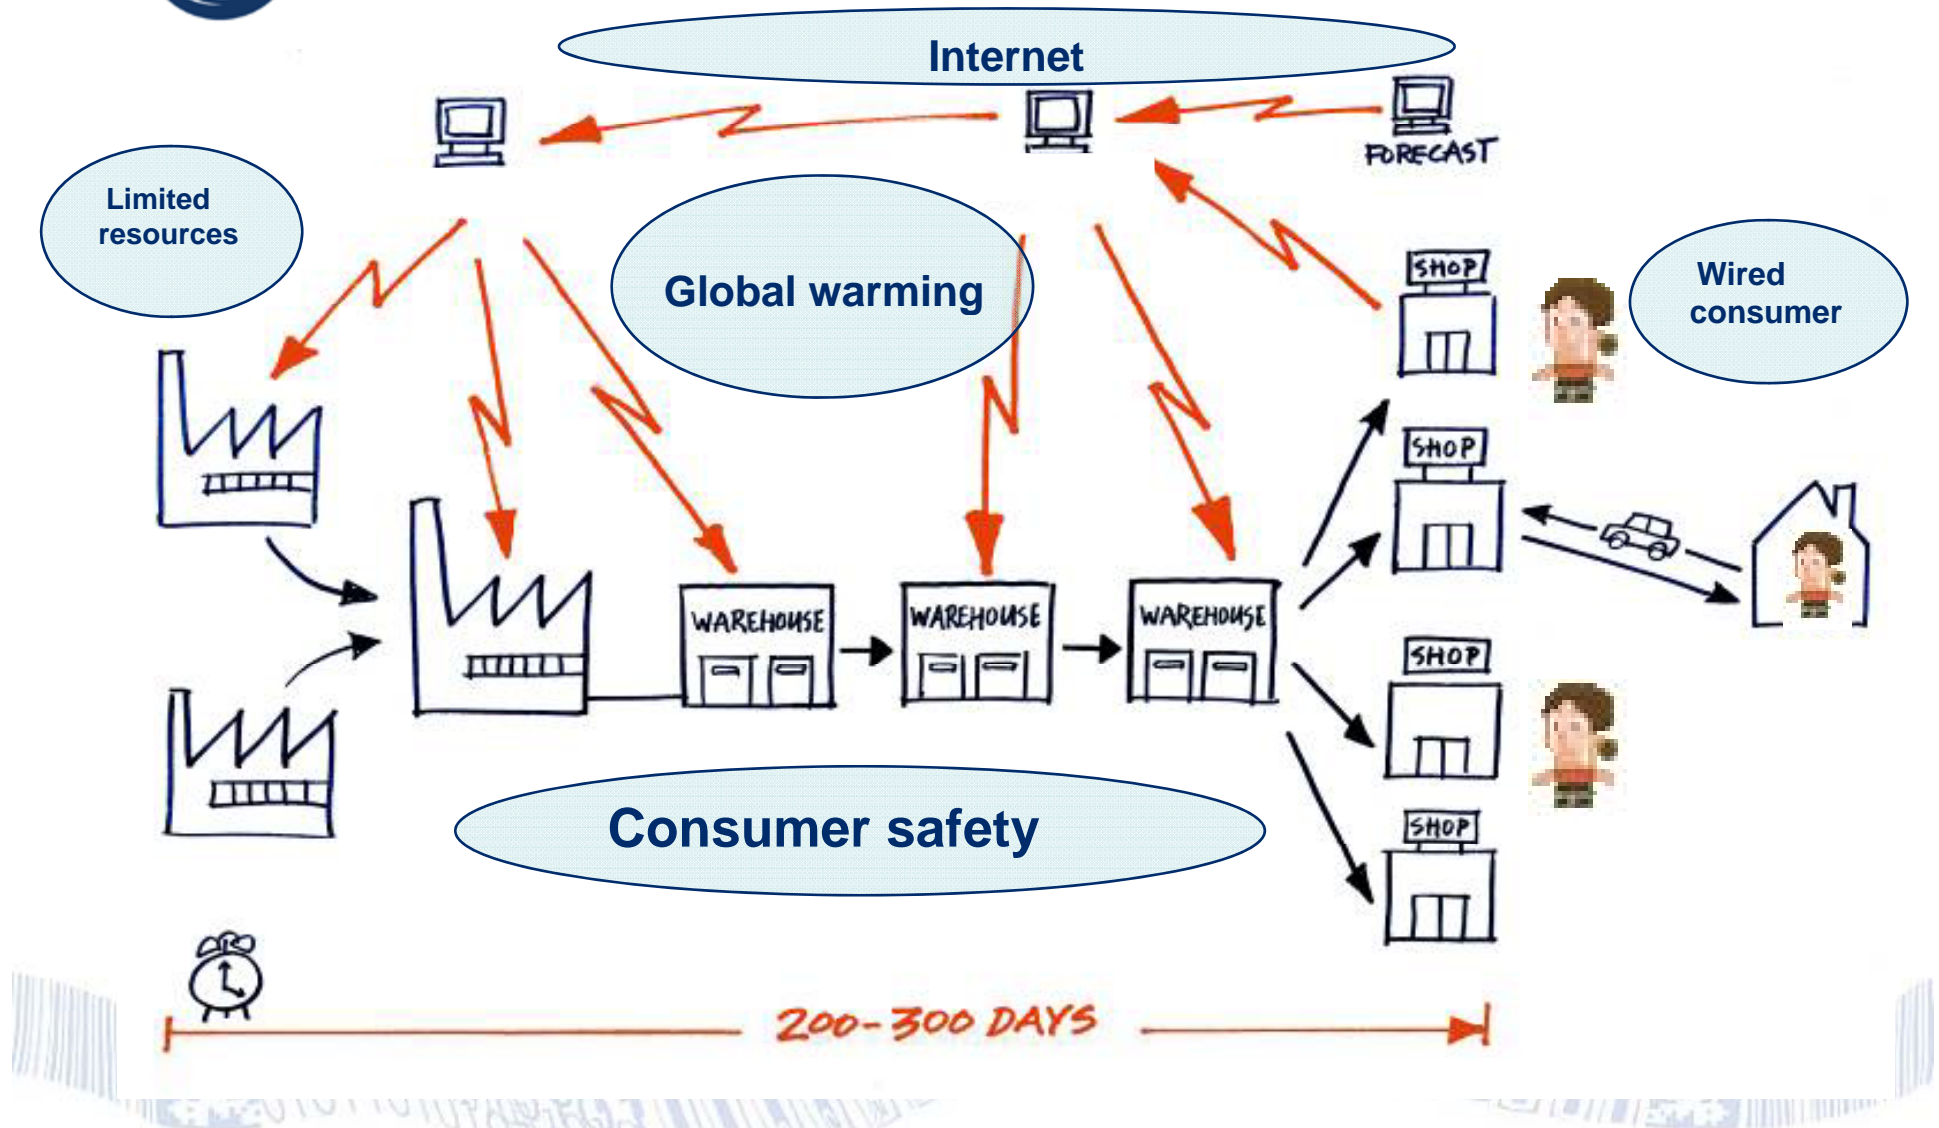 Internet
FORECAST
Limited
resources
Global warming
Wired
consumer
SHOP
SHOP
WAREHOUSE
WAREHOUSE
WAREHOUSE
SHOP
Consumer safety
SHOP
200-300 DAYS